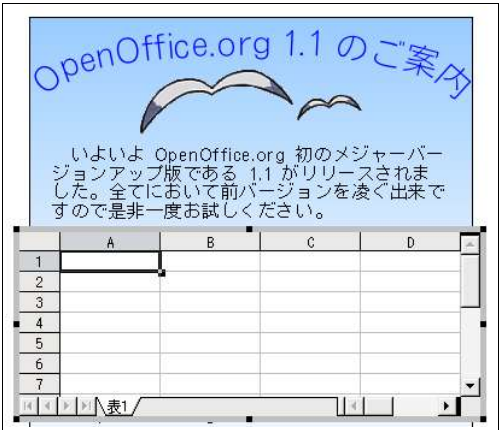 OpenOffice.org 1.1 のご案内
いよいよ OpenOffice.org 初のメジャーバー
ジョンアップ版である 1.1 がリリースされま
した。全てにおいて前バージョンを凌ぐ出来で
すので是非一度お試しください。
A B C D
1
2
3
4
5
6
7
表1